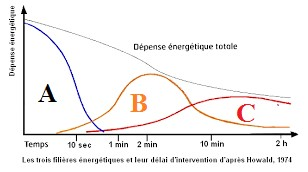 Dépense énergétique
Dépense énergétique totole
A
B
C
Temps 10 sec 1 min 2 min 10 min 2 h
Les trois filières énergétiques et leur délai d'intervention d'après Howald, 1974